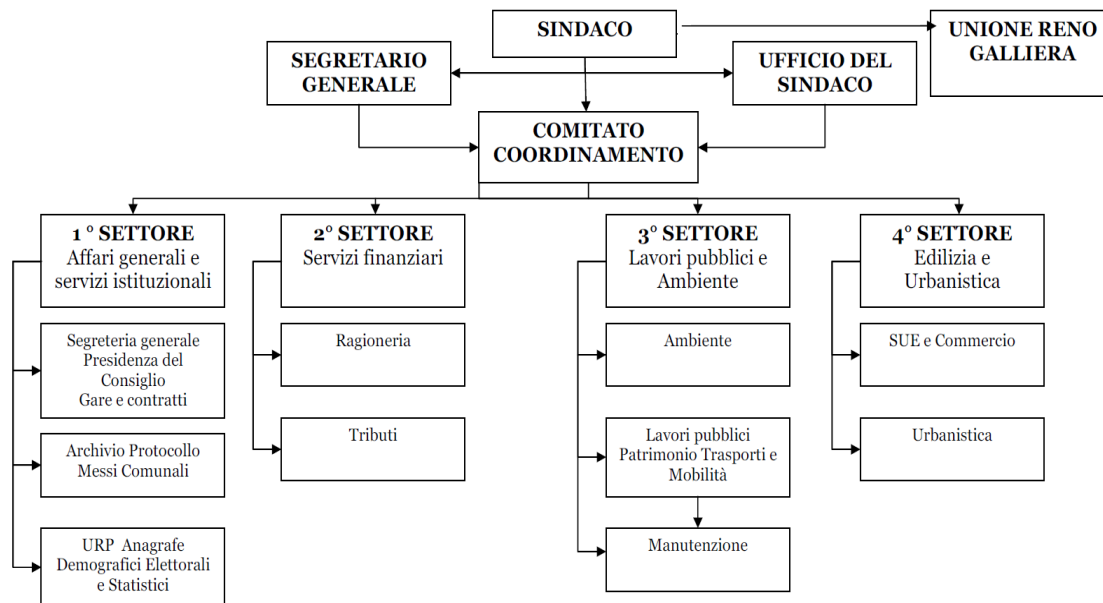 SINDACO
UNIONE RENO
GALLIERA
SEGRETARIO
GENERALE
UFFICIO DEL
SINDACO
COMITATO
COORDINAMENTO
1 ° SETTORE
Affari generali e
servizi istituzionali
2° SETTORE
Servizi finanziari
3° SETTORE
Lavori pubblici e
Ambiente
4° SETTORE
Edilizia e
Urbanistica
Segreteria generale
Presidenza del
Consiglio
Gare e contratti
Ragioneria
Ambiente
SUE e Commercio
Archivio Protocollo
Messi Comunali
Tributi
Lavori pubblici
Patrimonio Trasporti e
Mobilità
Urbanistica
URP Anagrafe
Demografici Elettorali
e Statistici
Manutenzione